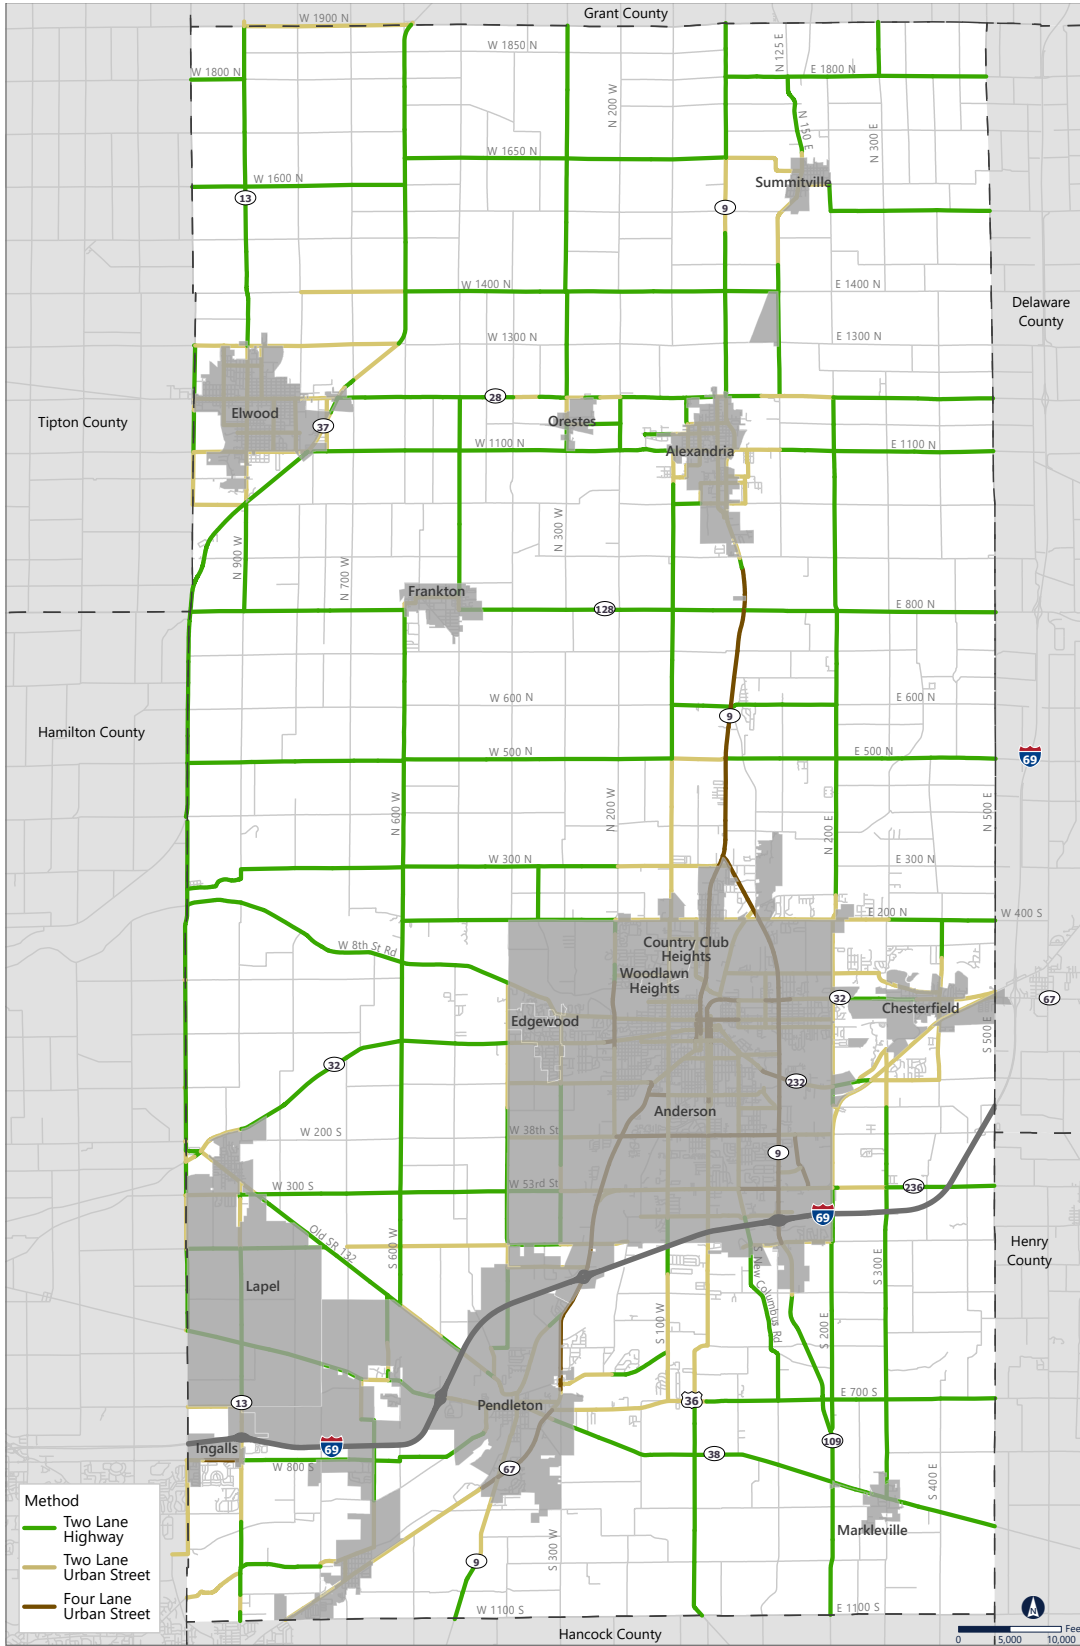 Grant County
W 1900 N
W 1850 N
N 125 E
E 1800 N
W 1800 N
N 200 W
N 150 E
N 300 E
W 1650 N
W 1600 N
Summitville
13
9
W 1400 N
E 1400 N
Delaware
County
W 1300 N
E 1300 N
28
Elwood
Orestes
Tipton County
37
W 1100 N
E 1100 N
Alexandria
N 300 W
N 900 W
N 700 W
Frankton
128
E 800 N
W 600 N
E 600 N
9
Hamilton County
W 500 N
E 500 N
69
N 600 W
N 200 W
N 200 E
N 500 E
W 300 N
E 300 N
E 200 N
W 400 S
W 8th St Rd
Country Club
Heights
Woodlawn
Heights
32
67
Chesterfield
Edgewood
S 500 E
32
232
Anderson
W 200 S
W 38th St
9
W 300 S
W 53rd St
236
69
Old SR 132
S 600 W
S New Columbus Rd
S 300 E
Henry
County
Lapel
S 100 W
S 200 E
13
Pendleton
36
E 700 S
109
Ingalls
69
38
W 800 S
67
S 400 E
Method
Two Lane
Highway
Two Lane
Urban Street
Four Lane
Urban Street
Markleville
S 300 W
9
W 1100 S
E 1100 S
N
Hancock County
Fee
0 5,000 10,000